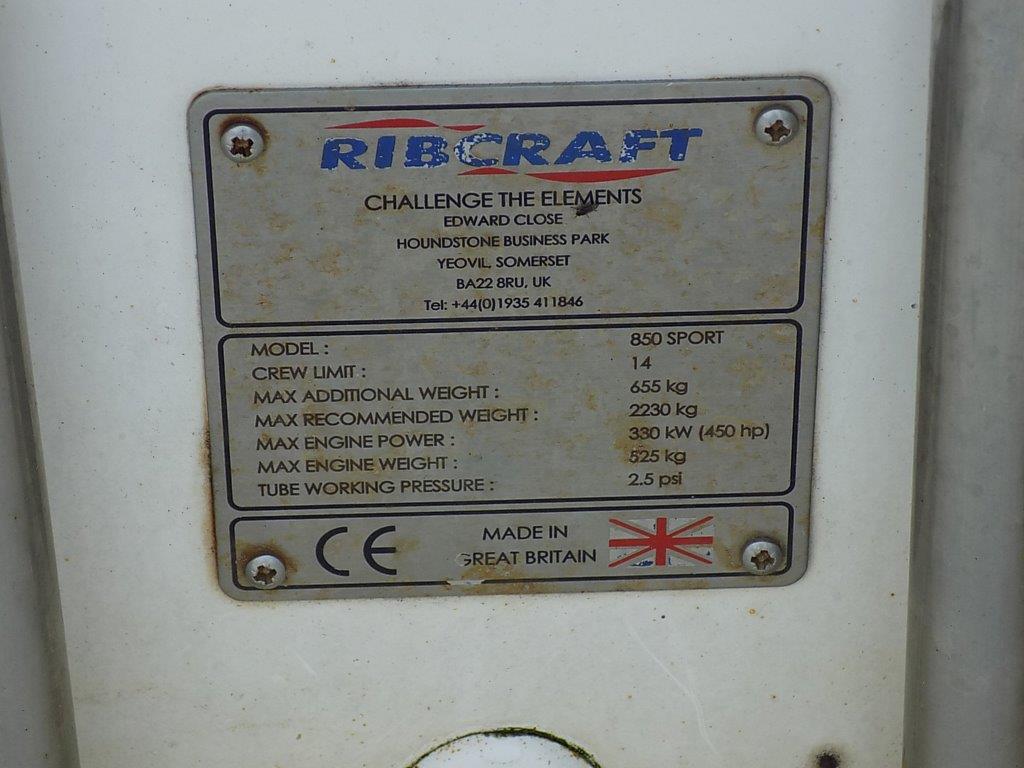 RIBCRAFT
CHALLENGE THE ELEMENTS
EDWARD CLOSE
HOUNDSTONE BUSINESS PARK
YEOVIL, SOMERSET
BA22 8RU, UK
Tel: +44(0)1935 411846
MODEL : 850 SPORT
CREW LIMIT : 14
MAX ADDITIONAL WEIGHT : 655 kg
MAX RECOMMENDED WEIGHT : 2230 kg
MAX ENGINE POWER : 330 kW (450 hp)
MAX ENGINE WEIGHT : 525 kg
TUBE WORKING PRESSURE : 2.5 psi
CE
MADE IN
GREAT BRITAIN